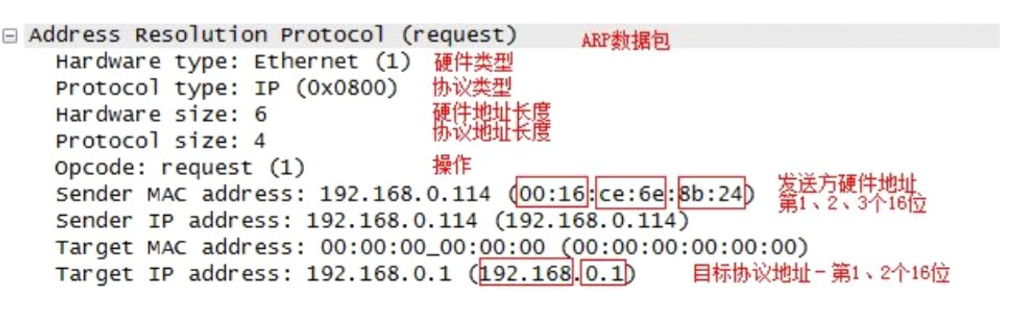 Address Resolution Protocol (request) ARP数据包
Hardware type: Ethernet (1) 硬件类型
Protocol type: IP (0x0800) 协议类型
Hardware size: 6 硬件地址长度
Protocol size: 4 协议地址长度
Opcode: request (1) 操作
Sender MAC address: 192.168.0.114 (00:16:ce:6e:8b:24) 发送方硬件地址
第1、2、3个16位
Sender IP address: 192.168.0.114 (192.168.0.114)
Target MAC address: 00:00:00_00:00:00 (00:00:00:00:00:00)
Target IP address: 192.168.0.1 (192.168.0.1) 目标协议地址-第1、2个16位